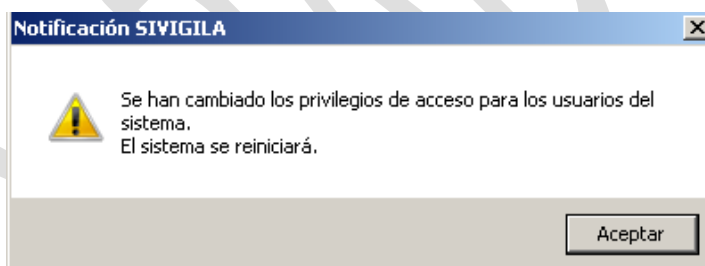 Notificación SIVIGILA
Se han cambiado los privilegios de acceso para los usuarios del
sistema.
El sistema se reiniciará.
Aceptar